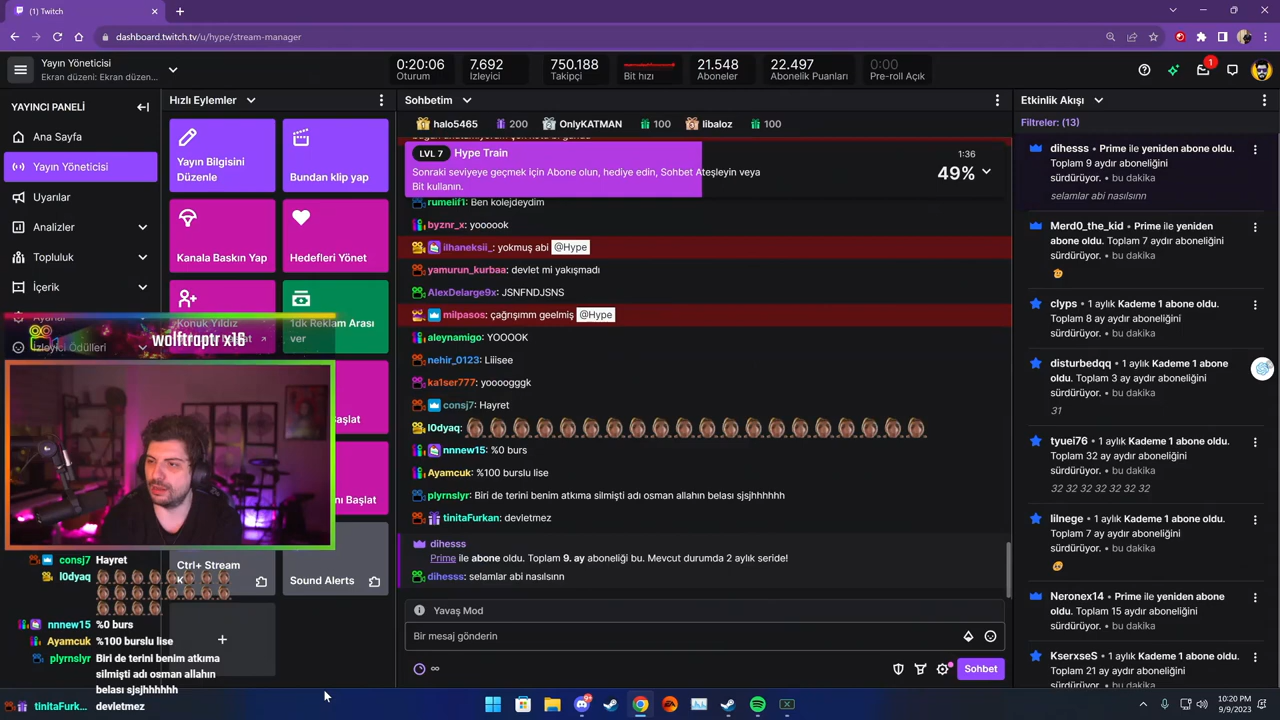 (1) Twitch
dashboard.twitch.tv/u/hype/stream-manager
Yayın Yöneticisi
Ekran düzeni: Ekran düzen...
0:20:06
Oturum
7.692
İzleyici
750.188
Takipçi
Bit hızı
21.548
Aboneler
22.497
Abonelik Puanları
0:00
Pre-roll Açık
1
YAYINCI PANELİ
Ana Sayfa
Yayın Yöneticisi
Uyarılar
Analizler
Topluluk
İçerik
Ayarlar
İzleyici Ödülleri
wolftraptr x16
Hızlı Eylemler
Yayın Bilgisini
Düzenle
Bundan klip yap
Kanala Baskın Yap
Hedefleri Yönet
Konuk Yıldız
1dk Reklam Arası
ver
Ctrl+ Stream
Sound Alerts
Sohbetim
halo5465 200 OnlyKATMAN 100 libaloz 100
LVL 7 Hype Train
1:36
Sonraki seviyeye geçmek için Abone olun, hediye edin, Sohbet Ateşleyin veya
Bit kullanın.
49%
rumelif1: Ben kolejdeydim
byznr_x: yooooook
ilhaneksii_: yokmuş abi @Hype
yamurun_kurbaa: devlet mi yakışmadı
AlexDelarge9x: JSNFNDJSNS
milpasos: çağrışımm geelmiş @Hype
aleynamigo: YOOOOK
nehir_0123: Liiisee
ka1ser777: yoooogggk
consj7: Hayret
l0dyaq:
nnnew15: %0 burs
Ayamcuk: %100 burslu lise
plyrnslyr: Biri de terini benim atkıma silmişti adı osman allahın belası sjsjhhhhhh
tinitaFurkan: devletmez
dihesss
Prime ile abone oldu. Toplam 9. ay aboneliği bu. Mevcut durumda 2 aylık seride!
dihesss: selamlar abi nasılsınn
Yavaş Mod
Bir mesaj gönderin
Sohbet
Etkinlik Akışı
Filtreler: (13)
dihesss • Prime ile yeniden abone oldu.
Toplam 9 aydır aboneliğini
sürdürüyor. • bu dakika
selamlar abi nasılsınn
Merd0_the_kid • Prime ile yeniden
abone oldu. Toplam 7 aydır aboneliğini
sürdürüyor. • bu dakika
clyps • 1 aylık Kademe 1 abone oldu.
Toplam 8 ay aydır aboneliğini
sürdürüyor. • bu dakika
disturbedqq • 1 aylık Kademe 1 abone
oldu. Toplam 3 ay aydır aboneliğini
sürdürüyor. • bu dakika
31
tyuei76 • 1 aylık Kademe 1 abone oldu.
Toplam 32 ay aydır aboneliğini
sürdürüyor. • bu dakika
32 32 32 32 32 32 32
lilnege • 1 aylık Kademe 1 abone oldu.
Toplam 7 ay aydır aboneliğini
sürdürüyor. • bu dakika
Neronex14 • Prime ile yeniden abone
oldu. Toplam 15 aydır aboneliğini
sürdürüyor. • bu dakika
KserxseS • 1 aylık Kademe 1 abone
oldu. Toplam 21 ay aydır aboneliğini
sürdürüyor. • bu dakika
consj7 Hayret
l0dyaq
nnnew15 %0 burs
Ayamcuk %100 burslu lise
plyrnslyr Biri de terini benim atkıma
silmişti adı osman allahın
belası sjsjhhhhhh
tinitaFurk... devletmez
10:20 PM
9/9/2023